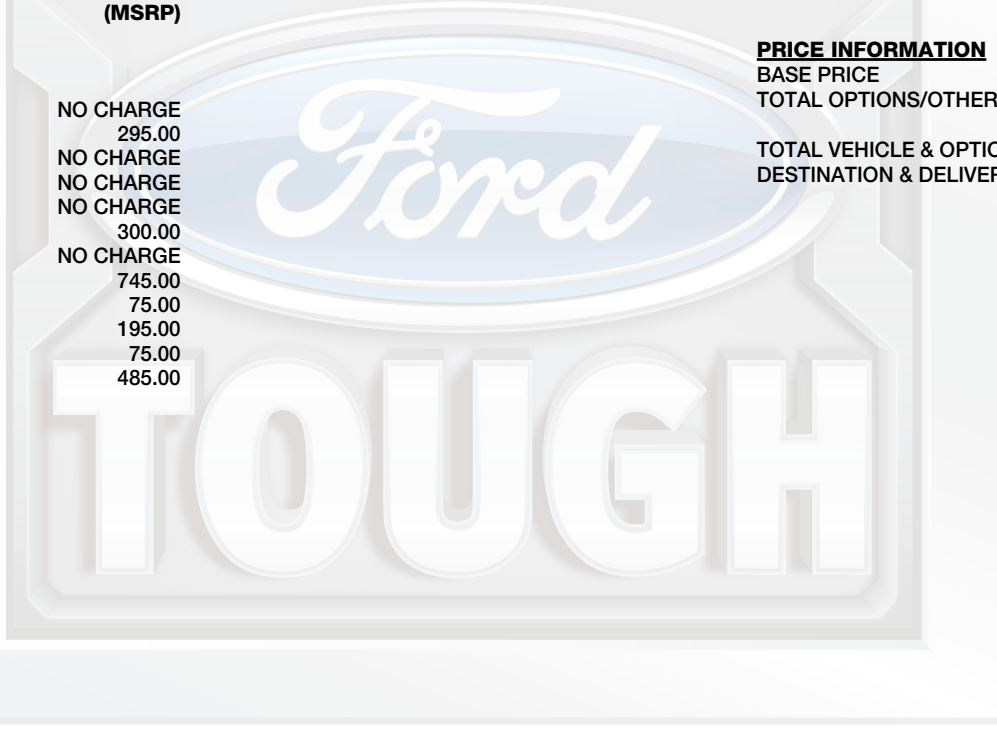 (MSRP)
NO CHARGE
295.00
NO CHARGE
NO CHARGE
NO CHARGE
300.00
NO CHARGE
745.00
75.00
195.00
75.00
485.00
PRICE INFORMATION
BASE PRICE
TOTAL OPTIONS/OTHER
TOTAL VEHICLE & OPTIO
DESTINATION & DELIVER
Ford
TOUGH